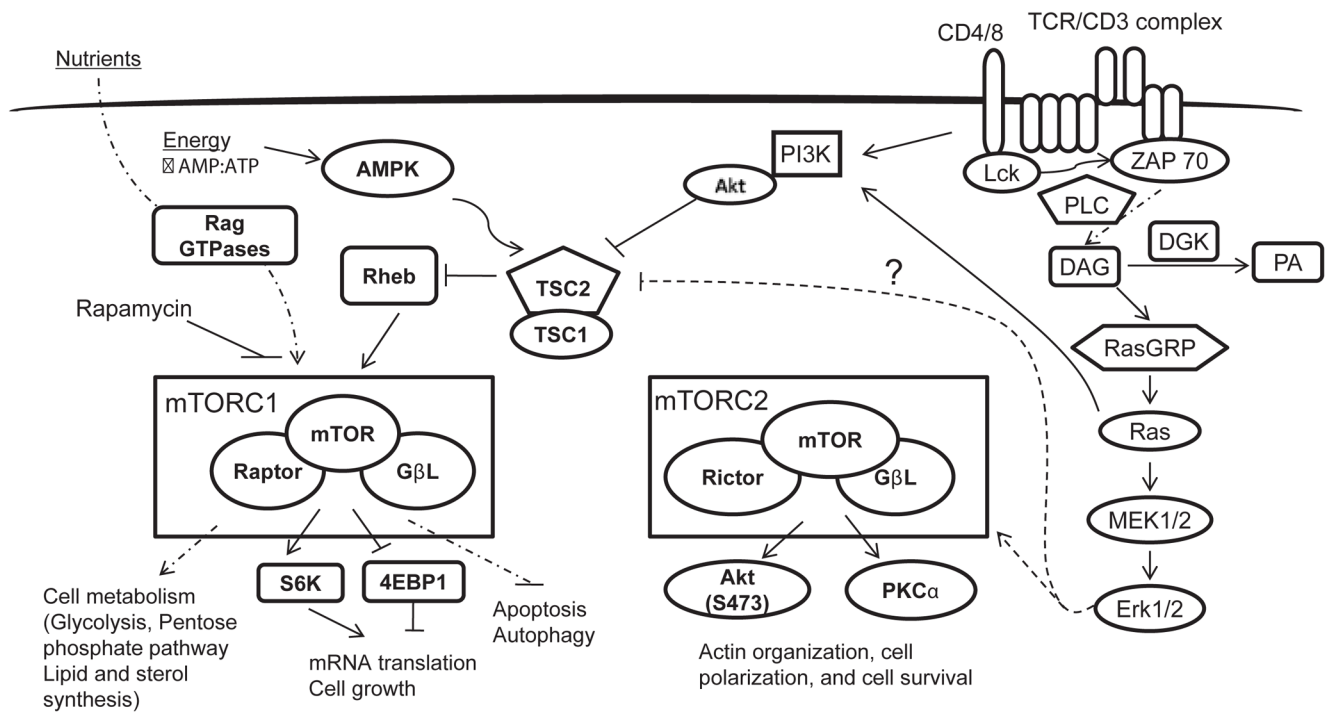 TCR/CD3 complex
CD4/8
Nutrients
Energy
AMP:ATP
AMPK
PI3K
Akt
Lck
ZAP 70
PLC
Rag
GTPases
DGK
DAG
PA
Rheb
TSC2
TSC1
?
Rapamycin
RasGRP
mTORC1
mTOR
Raptor
GβL
mTORC2
mTOR
Rictor
GβL
Ras
MEK1/2
S6K
4EBP1
Akt
(S473)
PKCα
Erk1/2
Cell metabolism
(Glycolysis, Pentose
phosphate pathway
Lipid and sterol
synthesis)
Apoptosis
Autophagy
mRNA translation
Cell growth
Actin organization, cell
polarization, and cell survival